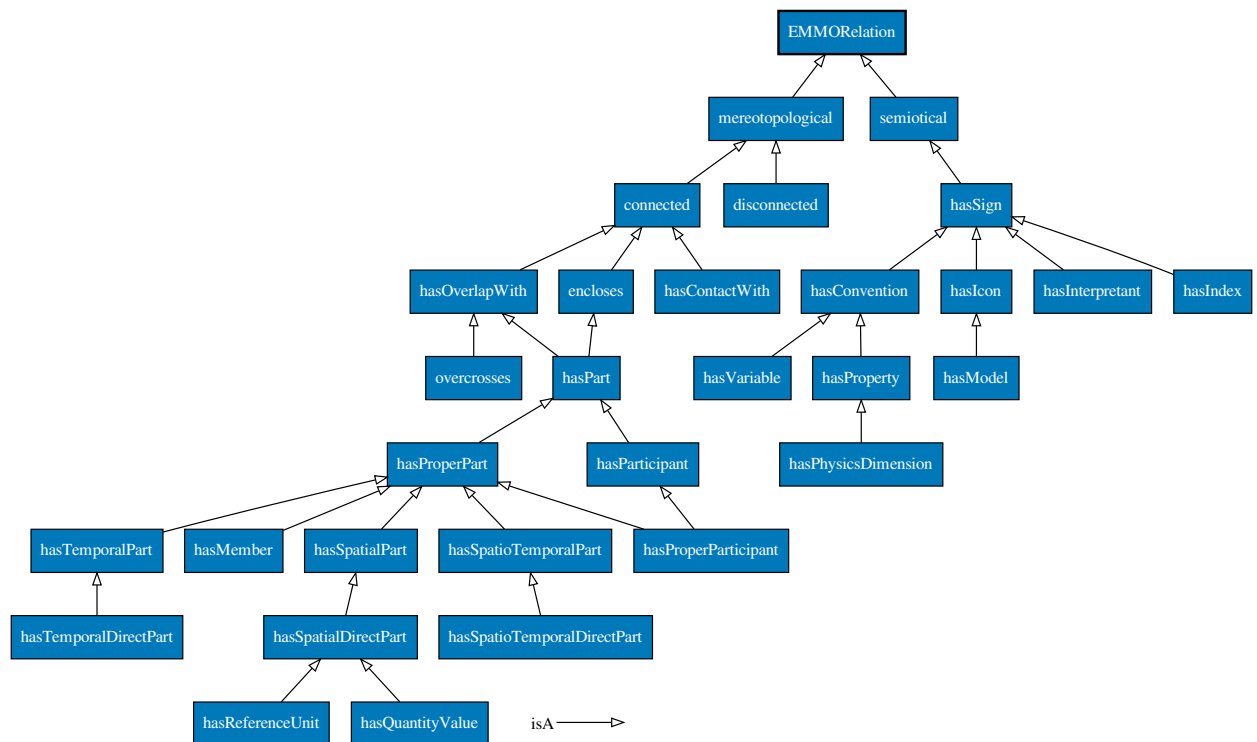 EMMORelation
mereotopological
semiotical
connected
disconnected
hasSign
hasOverlapWith
encloses
hasContactWith
hasConvention
hasIcon
hasInterpretant
hasIndex
overcrosses
hasPart
hasVariable
hasProperty
hasModel
hasProperPart
hasParticipant
hasPhysicsDimension
hasTemporalPart
hasMember
hasSpatialPart
hasSpatioTemporalPart
hasProperParticipant
hasTemporalDirectPart
hasSpatialDirectPart
hasSpatioTemporalDirectPart
hasReferenceUnit
hasQuantityValue
isA